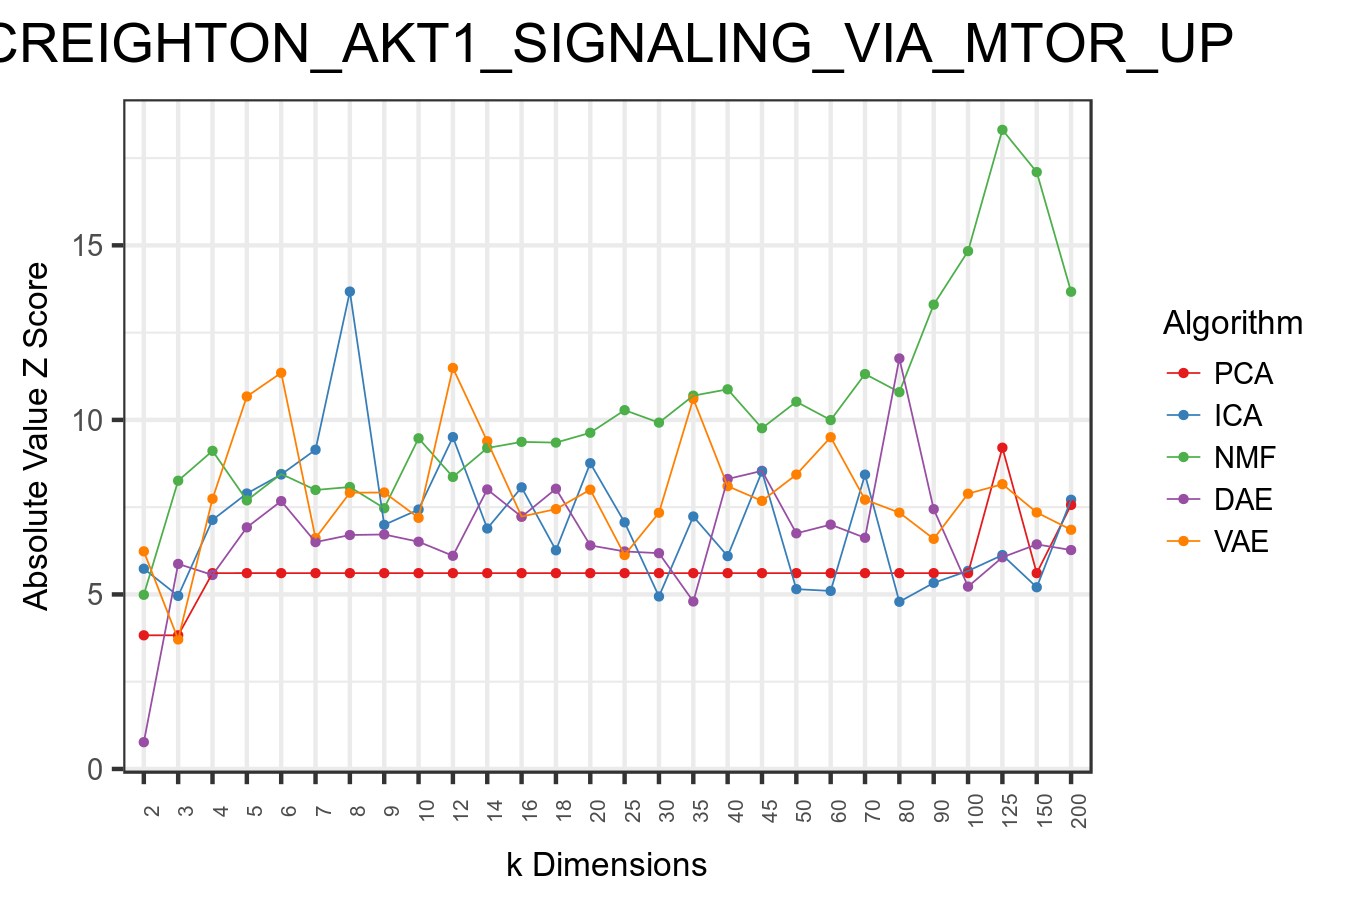 CREIGHTON_AKT1_SIGNALING_VIA_MTOR_UP
Absolute Value Z Score
15
10
5
0
2 3 4 5 6 7 8 9 10 12 14 16 18 20 25 30 35 40 45 50 60 70 80 90 100 125 150 200
k Dimensions
Algorithm
PCA
ICA
NMF
DAE
VAE